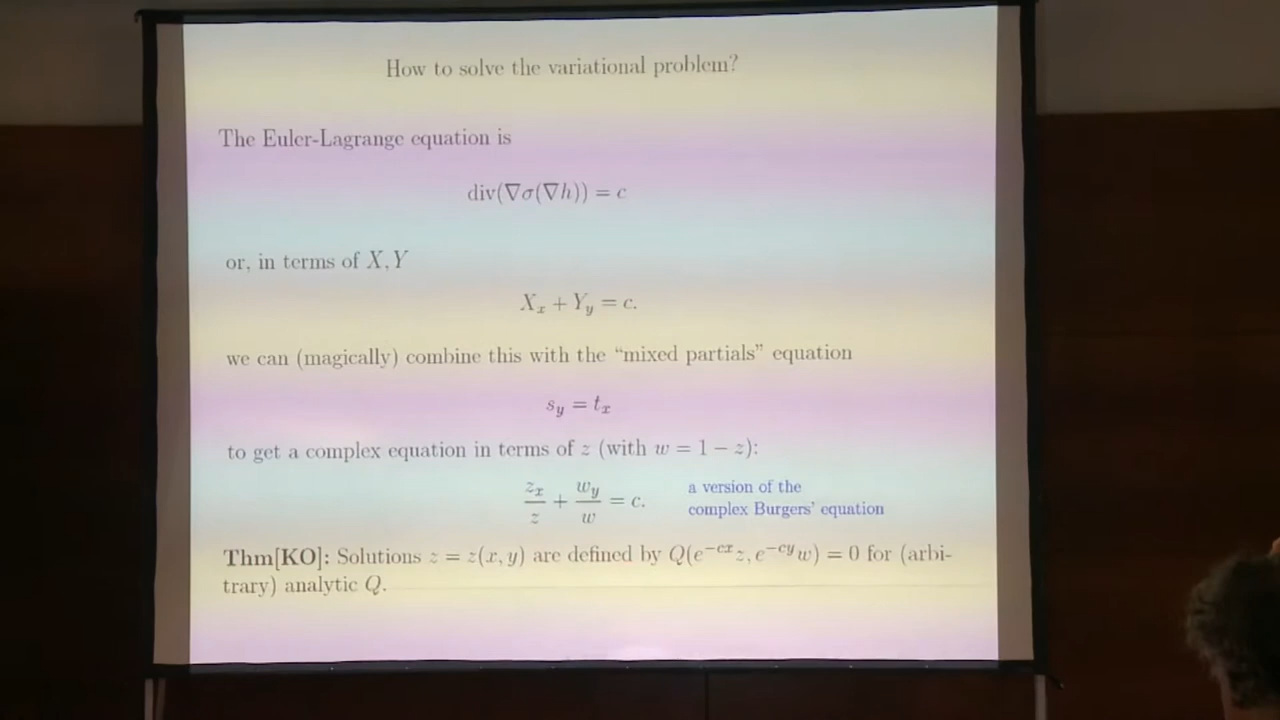 How to solve the variational problem?
The Euler-Lagrange equation is
div(∇σ(∇h)) = c
or, in terms of X, Y
X_x + Y_y = c.
we can (magically) combine this with the “mixed partials” equation
s_y = t_x
to get a complex equation in terms of z (with w = 1 − z):
z_x/z + w_y/w = c.
a version of the
complex Burgers' equation
Thm[KO]: Solutions z = z(x, y) are defined by Q(e^{−cx}z, e^{−cy}w) = 0 for (arbi-
trary) analytic Q.